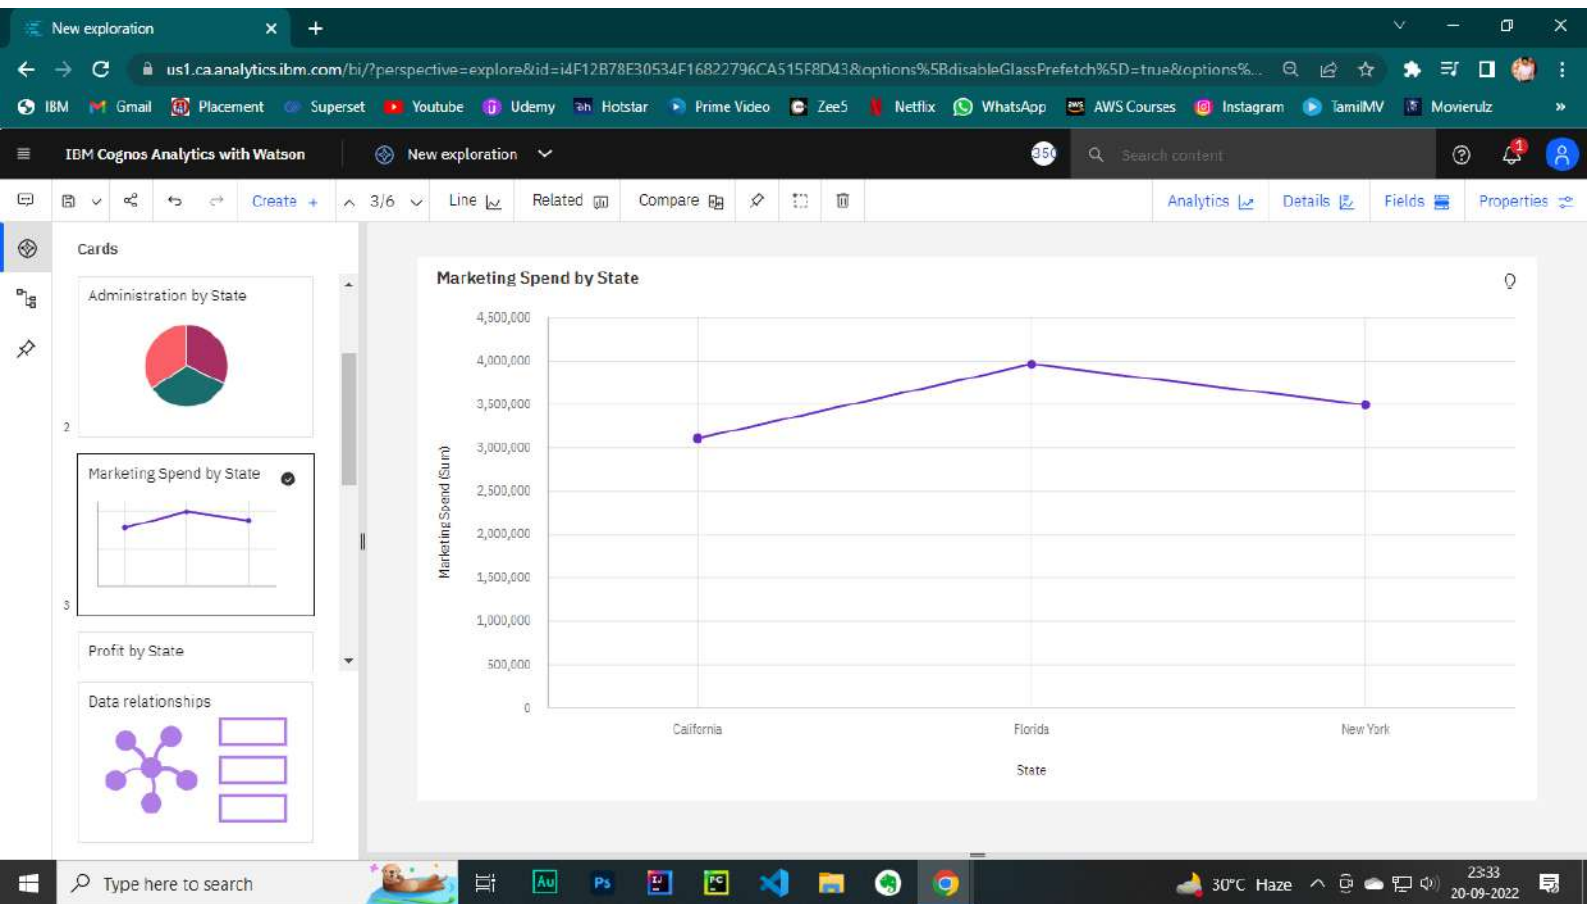 New exploration
us1.ca.analytics.ibm.com/bi/?perspective=explore&id=i4F12B78E30534F16822796CA515F8D43&options%5BdisableGlassPrefetch%5D=true&options%...
IBM Gmail Placement Superset Youtube Udemy Hotstar Prime Video Zee5 Netflix WhatsApp AWS Courses Instagram TamilMV Movierulz »
IBM Cognos Analytics with Watson New exploration 350 Search content 1
Create + 3/6 Line Related Compare Analytics Details Fields Properties
Cards
Administration by State
2
Marketing Spend by State
3
Profit by State
Data relationships
Marketing Spend by State
4,500,000
4,000,000
3,500,000
3,000,000
2,500,000
2,000,000
1,500,000
1,000,000
500,000
0
Marketing Spend (Sum)
California Florida New York
State
Type here to search Au Ps IJ PC 30°C Haze 23:33
20-09-2022